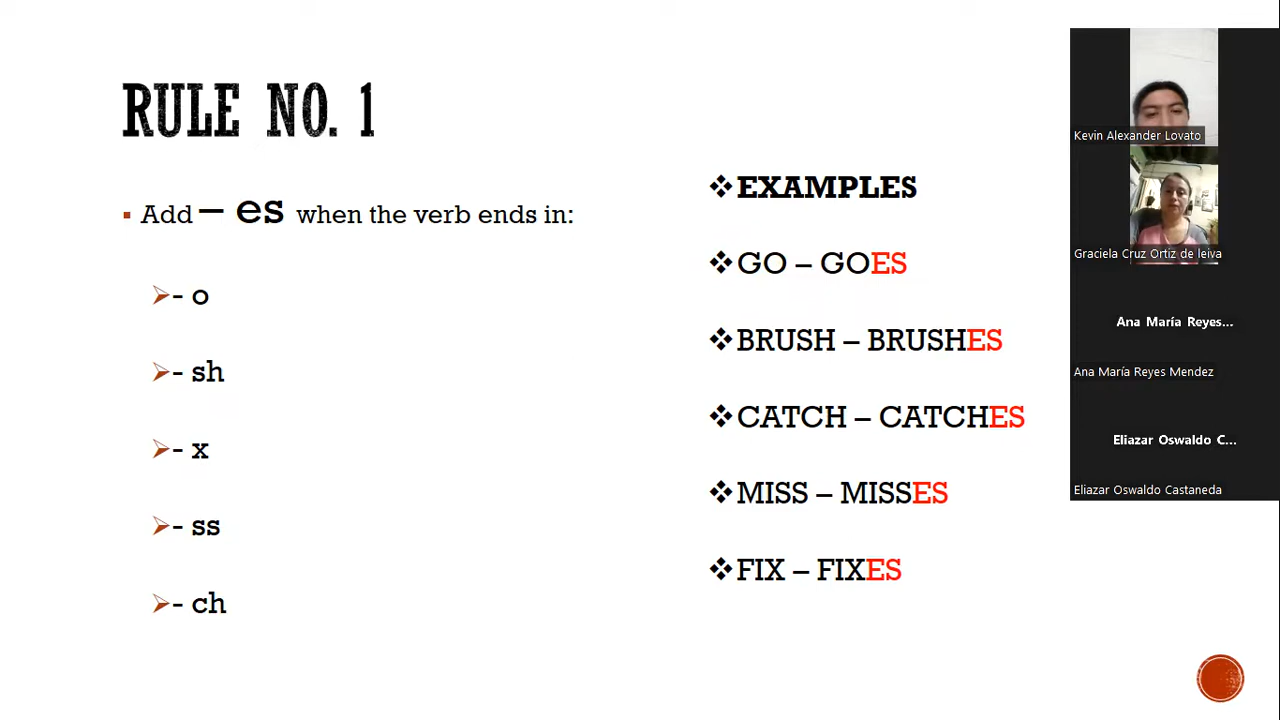 RULE NO. 1
Add – es when the verb ends in:
- o
- sh
- x
- ss
- ch
EXAMPLES
GO – GOES
BRUSH – BRUSHES
CATCH – CATCHES
MISS – MISSES
FIX – FIXES
Kevin Alexander Lovato
Graciela Cruz Ortiz de leiva
Ana María Reyes...
Ana María Reyes Mendez
Eliazar Oswaldo C...
Eliazar Oswaldo Castaneda